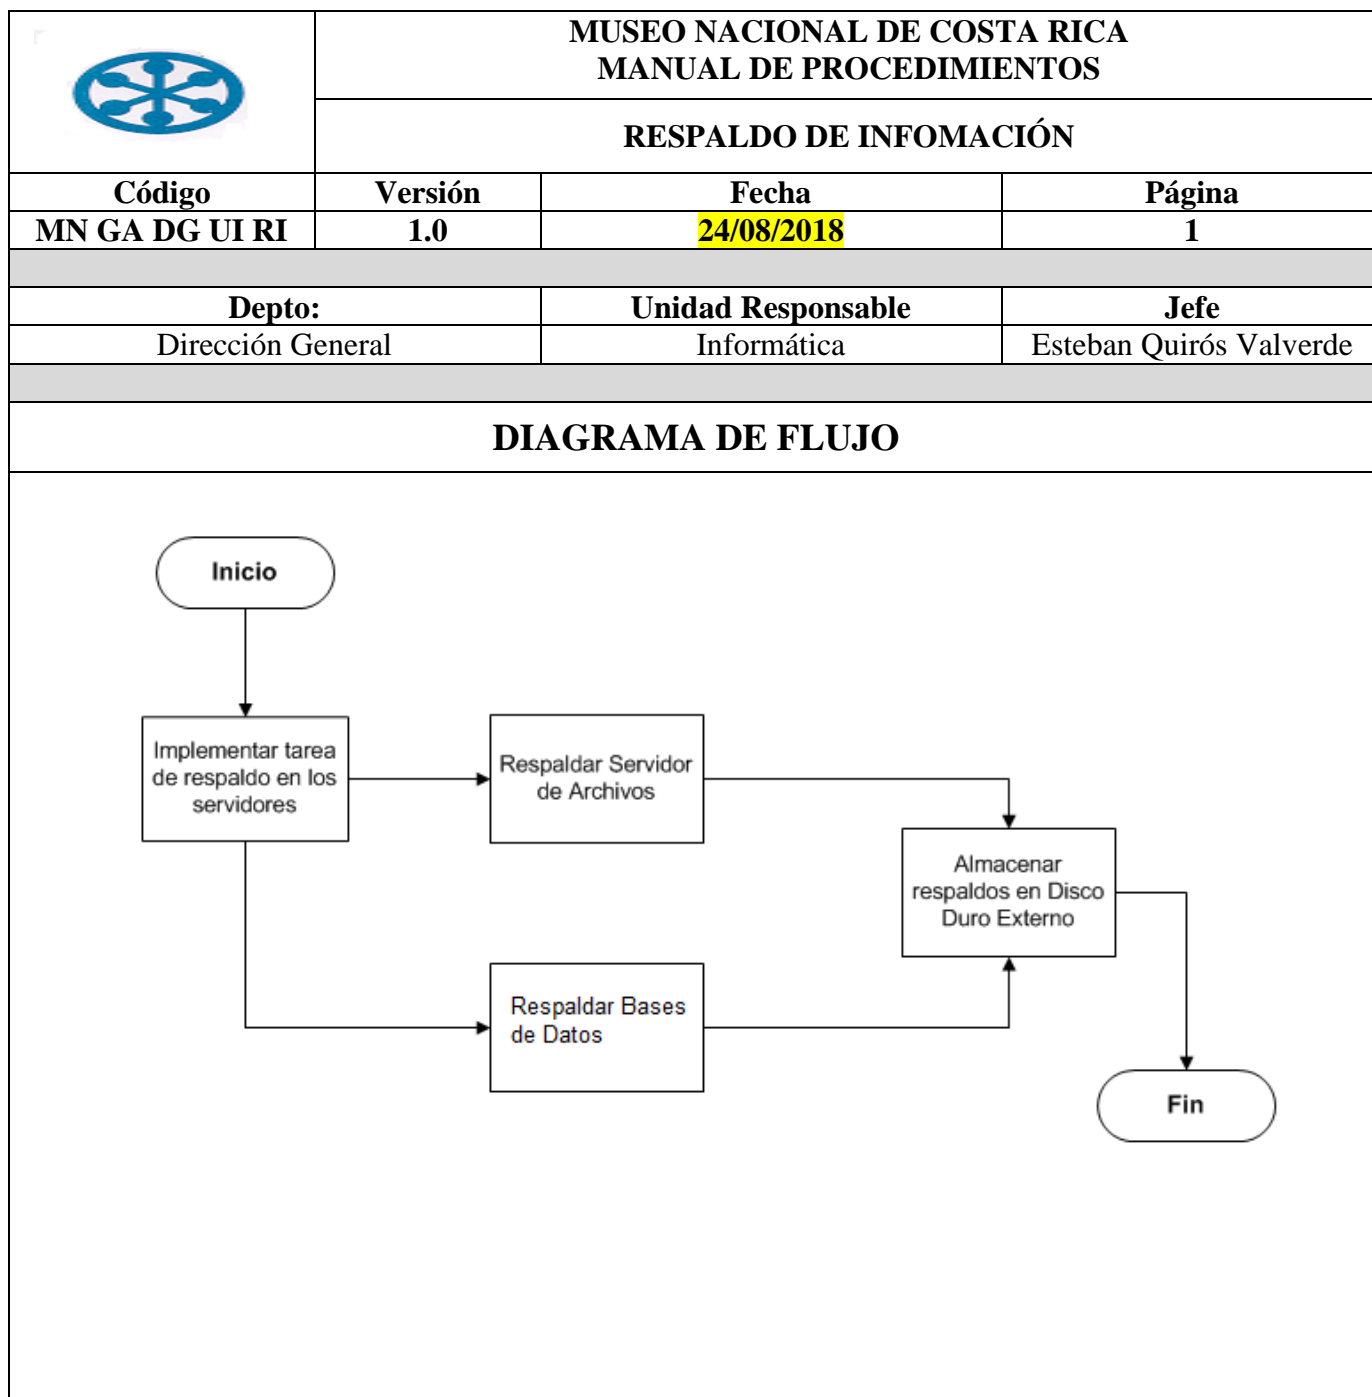 MUSEO NACIONAL DE COSTA RICA
MANUAL DE PROCEDIMIENTOS
RESPALDO DE INFOMACIÓN
Código Versión Fecha Página
MN GA DG UI RI 1.0 24/08/2018 1
Depto: Unidad Responsable Jefe
Dirección General Informática Esteban Quirós Valverde
DIAGRAMA DE FLUJO
Inicio
Implementar tarea
de respaldo en los
servidores
Respaldar Servidor
de Archivos
Almacenar
respaldos en Disco
Duro Externo
Respaldar Bases
de Datos
Fin